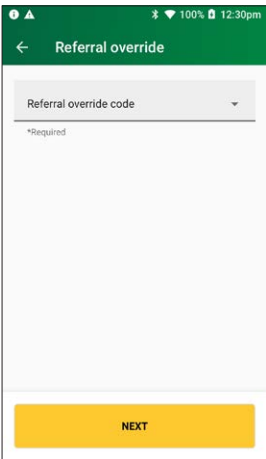 100% 12:30pm
Referral override
Referral override code
*Required
NEXT